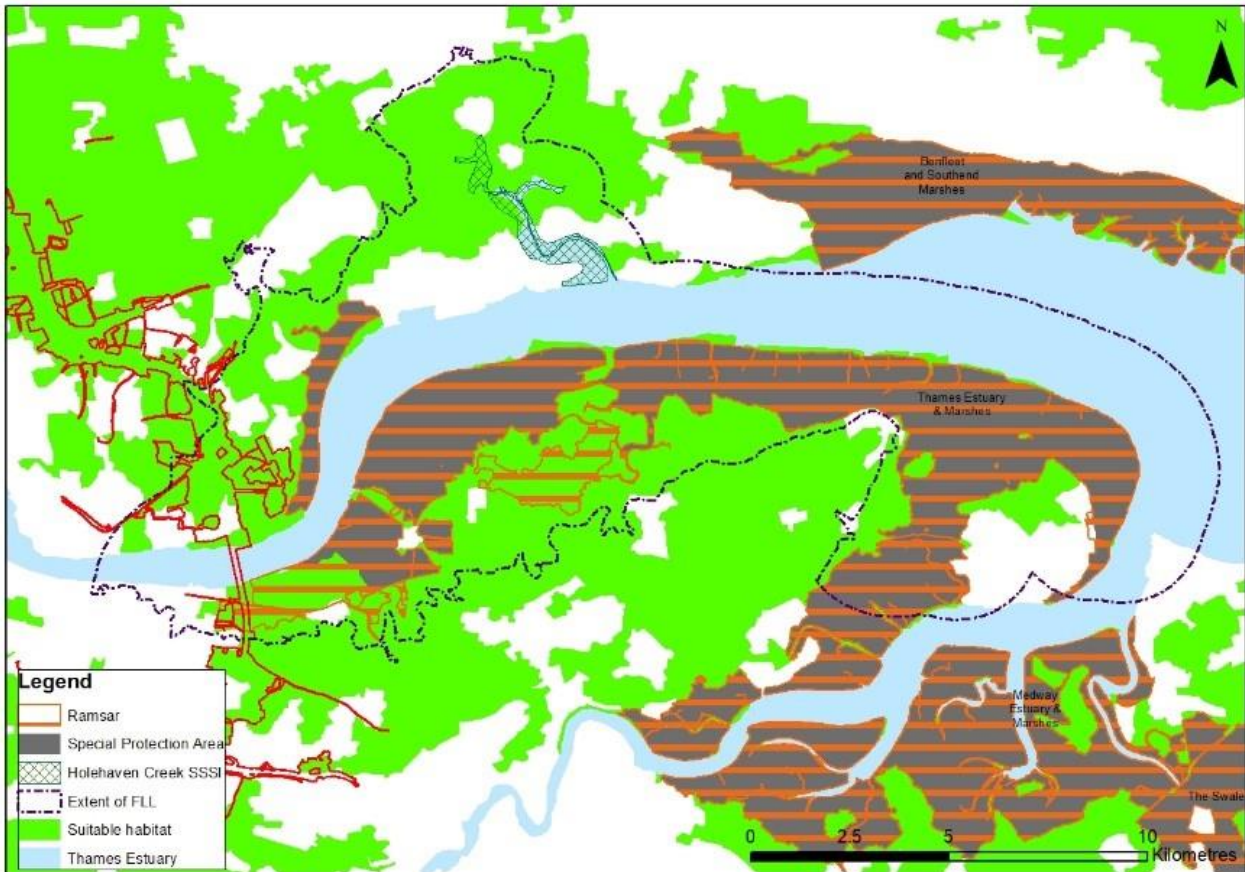 N
Benfleet
and Southend
Marshes
Thames Estuary
& Marshes
Medway
Estuary &
Marshes
The Swale
Legend
Ramsar
Special Protection Area
Holehaven Creek SSSI
Extent of FLL
Suitable habitat
Thames Estuary
0 2.5 5 10
Kilometres